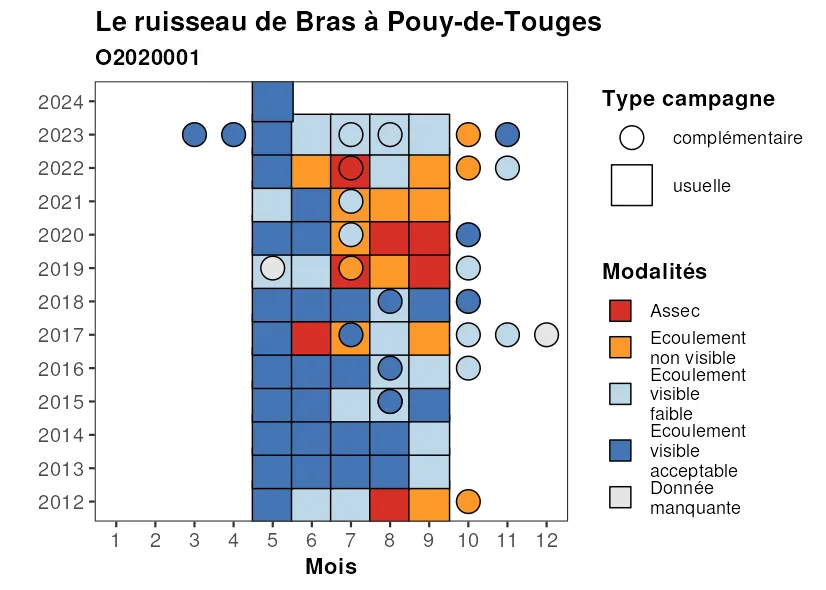 Le ruisseau de Bras à Pouy-de-Touges
O2020001
2024
2023
2022
2021
2020
2019
2018
2017
2016
2015
2014
2013
2012
1 2 3 4 5 6 7 8 9 10 11 12
Mois
Type campagne
complémentaire
usuelle
Modalités
Assec
Ecoulement
non visible
Ecoulement
visible
faible
Ecoulement
visible
acceptable
Donnée
manquante